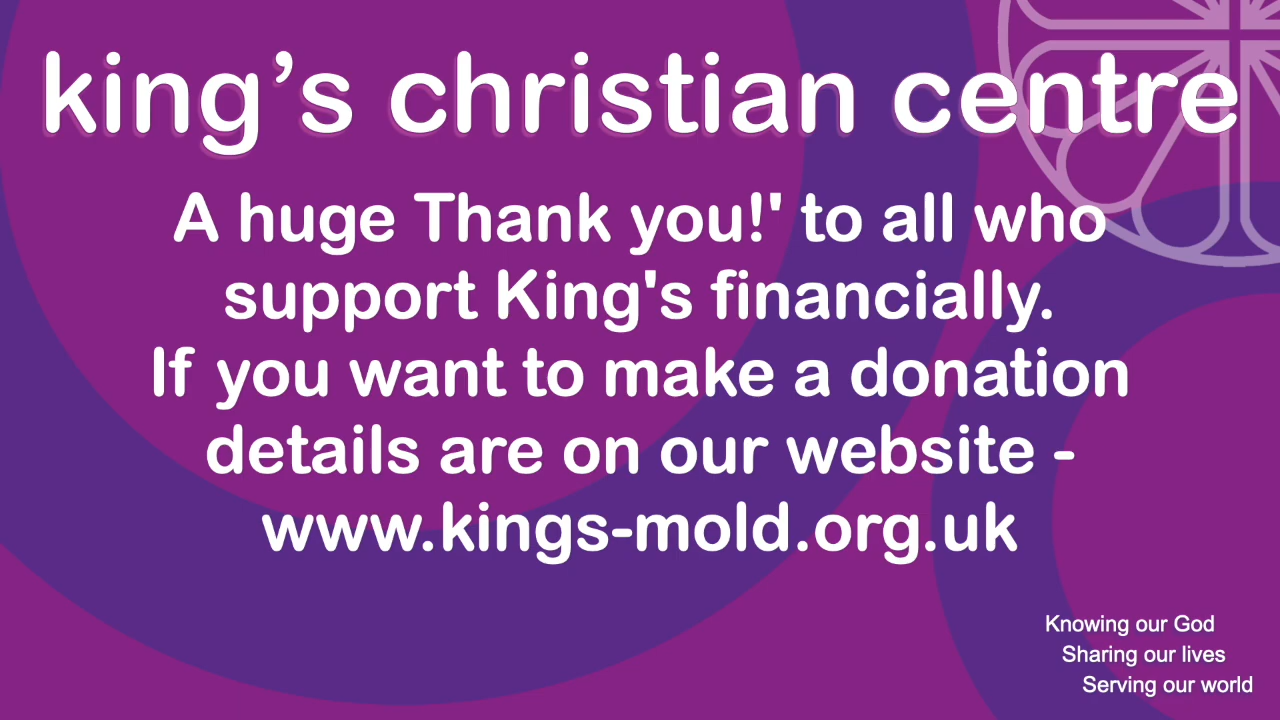 king’s christian centre
A huge Thank you!' to all who
support King's financially.
If you want to make a donation
details are on our website -
www.kings-mold.org.uk
Knowing our God
Sharing our lives
Serving our world